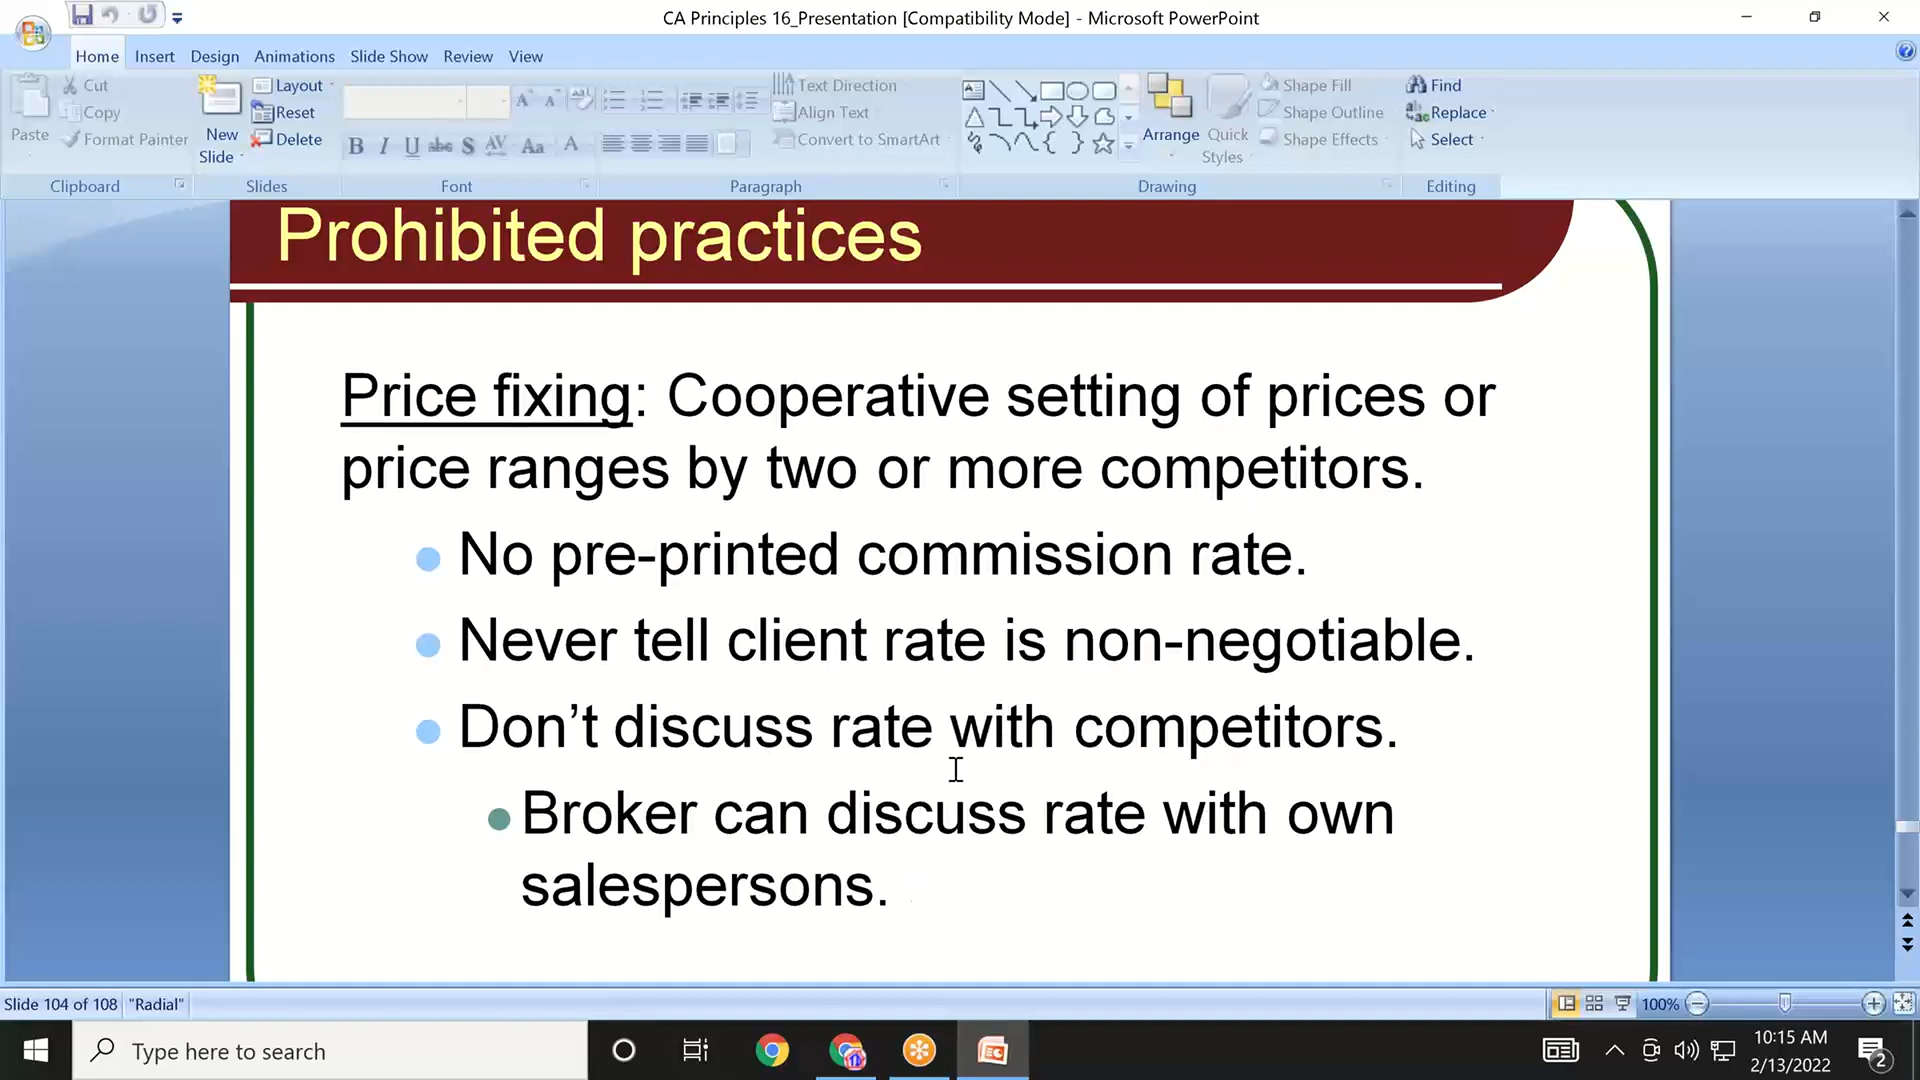 CA Principles 16_Presentation [Compatibility Mode] - Microsoft PowerPoint
Home Insert Design Animations Slide Show Review View
Paste
Cut
Copy
Format Painter
Clipboard
New
Slide
Layout
Reset
Delete
Slides
Font
Text Direction
Align Text
Convert to SmartArt
Paragraph
Arrange
Quick
Styles
Shape Fill
Shape Outline
Shape Effects
Drawing
Find
Replace
Select
Editing
Prohibited practices
Price fixing: Cooperative setting of prices or
price ranges by two or more competitors.
No pre-printed commission rate.
Never tell client rate is non-negotiable.
Don’t discuss rate with competitors.
Broker can discuss rate with own
salespersons.
Slide 104 of 108 "Radial" 100%
Type here to search
10:15 AM
2/13/2022
2